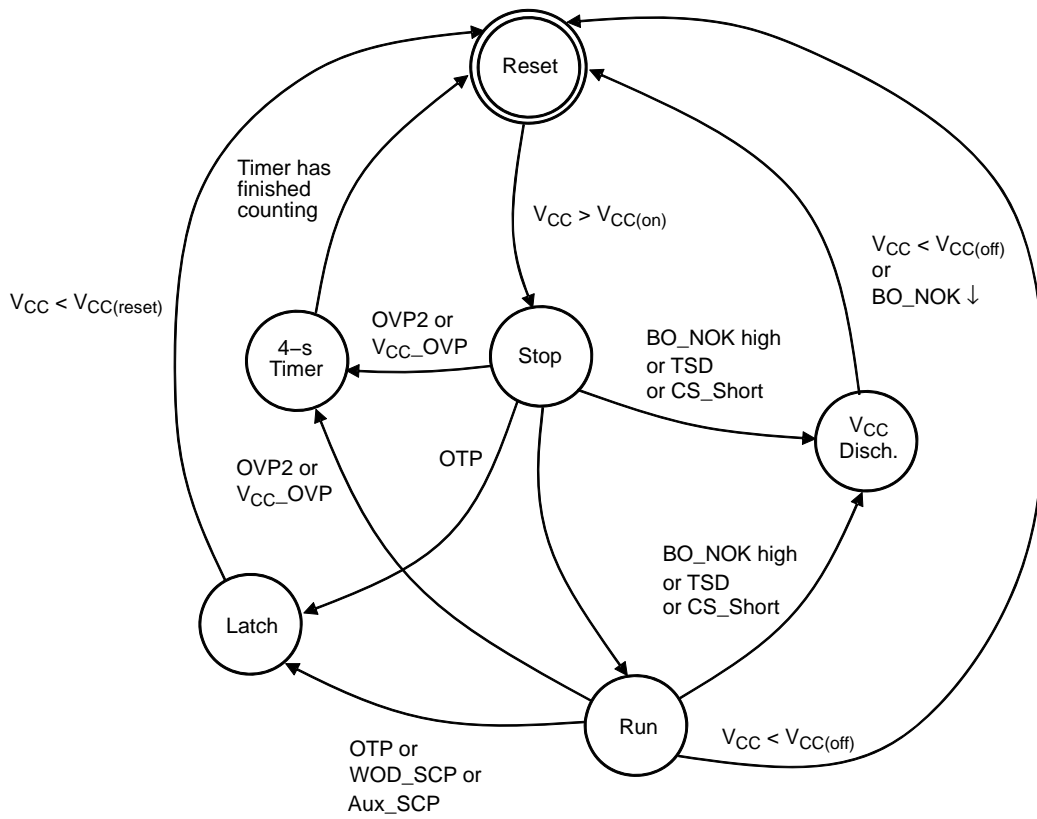 Reset
Timer has
finished
counting
V_CC > V_CC(on)
V_CC < V_CC(off)
or
BO_NOK ↓
V_CC < V_CC(reset)
4–s
Timer
OVP2 or
V_CC_OVP
Stop
BO_NOK high
or TSD
or CS_Short
V_CC
Disch.
OVP2 or
V_CC_OVP
OTP
BO_NOK high
or TSD
or CS_Short
Latch
Run
V_CC < V_CC(off)
OTP or
WOD_SCP or
Aux_SCP